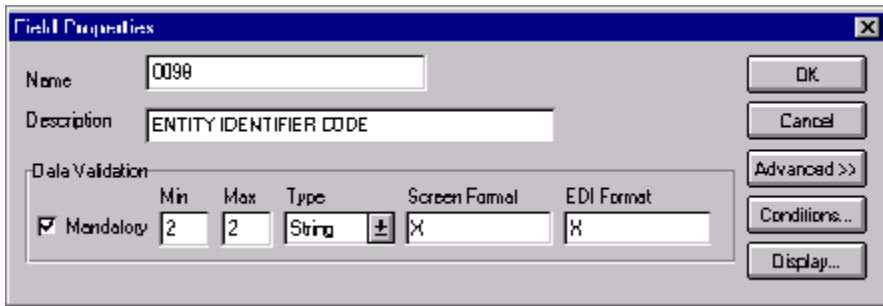 Field Properties
Name 0098
OK
Description ENTITY IDENTIFIER CODE
Cancel
Data Validation
Advanced >>
Min Max Type Screen Format EDI Format
Mandatory 2 2 String X X
Conditions...
Display...